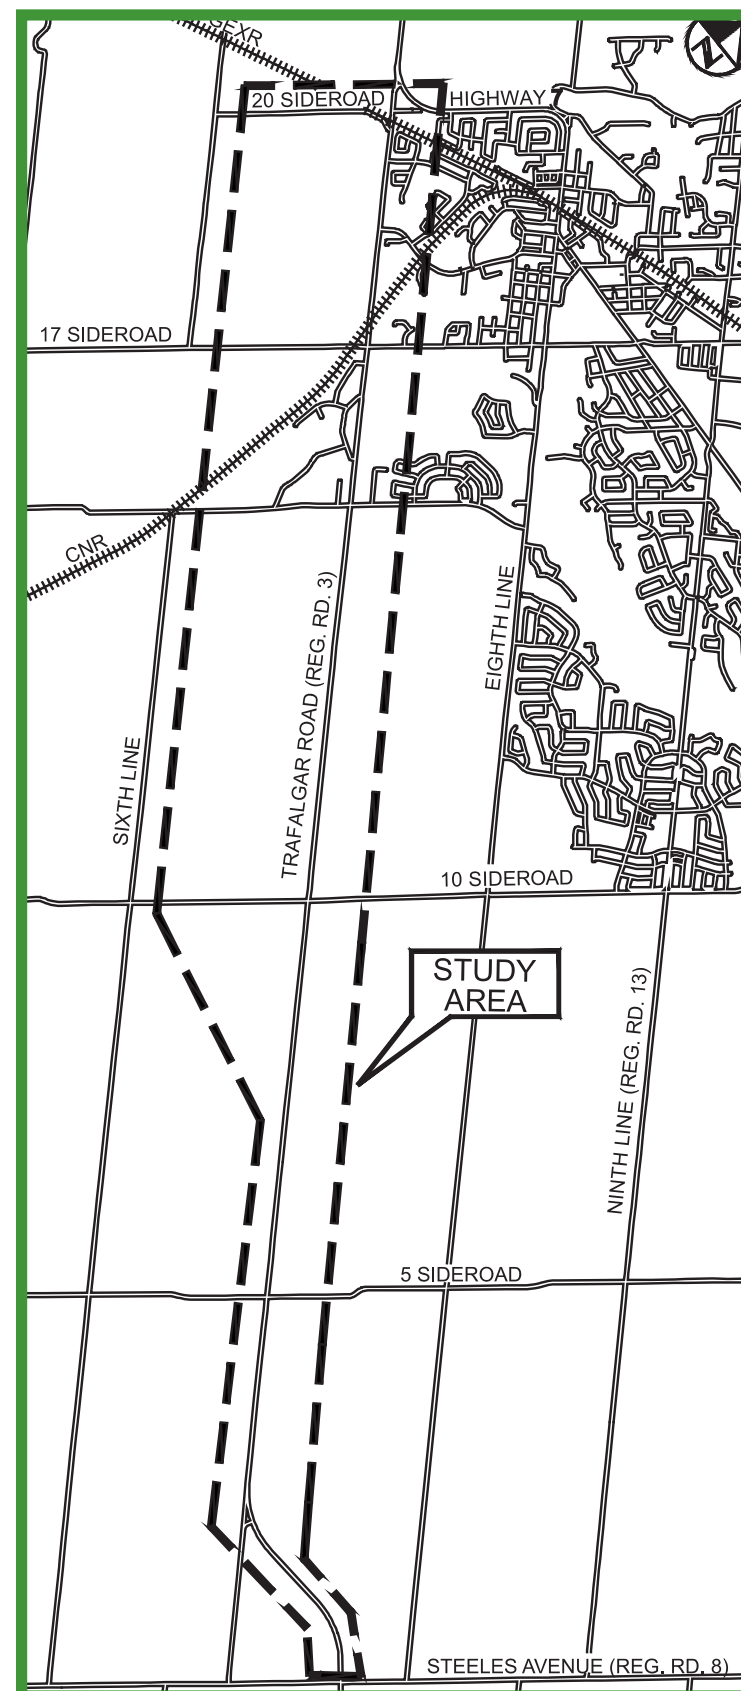 GEXR
N
20 SIDEROAD
HIGHWAY
17 SIDEROAD
CNR
EIGHTH LINE
TRAFALGAR ROAD (REG. RD. 3)
SIXTH LINE
10 SIDEROAD
STUDY
AREA
NINTH LINE (REG. RD. 13)
5 SIDEROAD
STEELES AVENUE (REG. RD. 8)